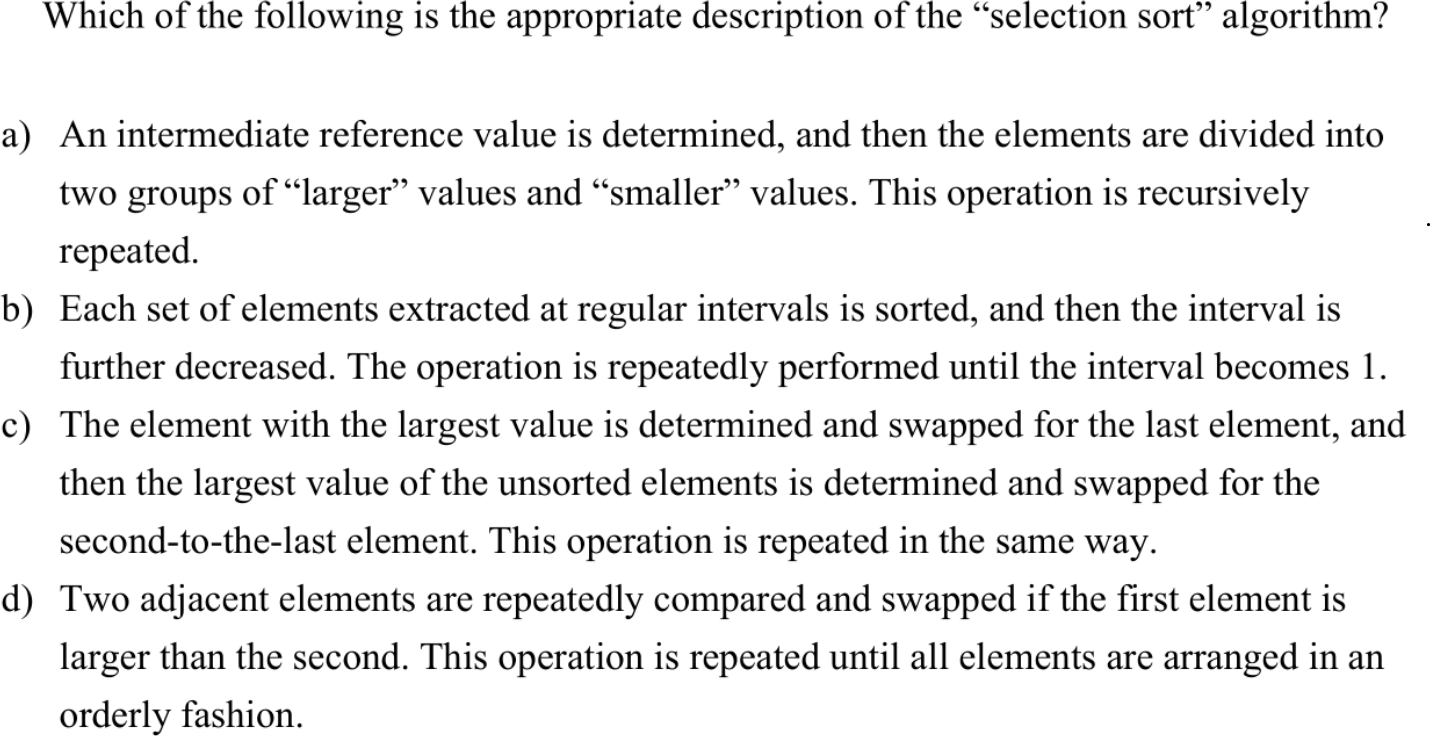 Which of the following is the appropriate description of the “selection sort” algorithm?
a) An intermediate reference value is determined, and then the elements are divided into
two groups of “larger” values and “smaller” values. This operation is recursively
repeated.
b) Each set of elements extracted at regular intervals is sorted, and then the interval is
further decreased. The operation is repeatedly performed until the interval becomes 1.
c) The element with the largest value is determined and swapped for the last element, and
then the largest value of the unsorted elements is determined and swapped for the
second-to-the-last element. This operation is repeated in the same way.
d) Two adjacent elements are repeatedly compared and swapped if the first element is
larger than the second. This operation is repeated until all elements are arranged in an
orderly fashion.